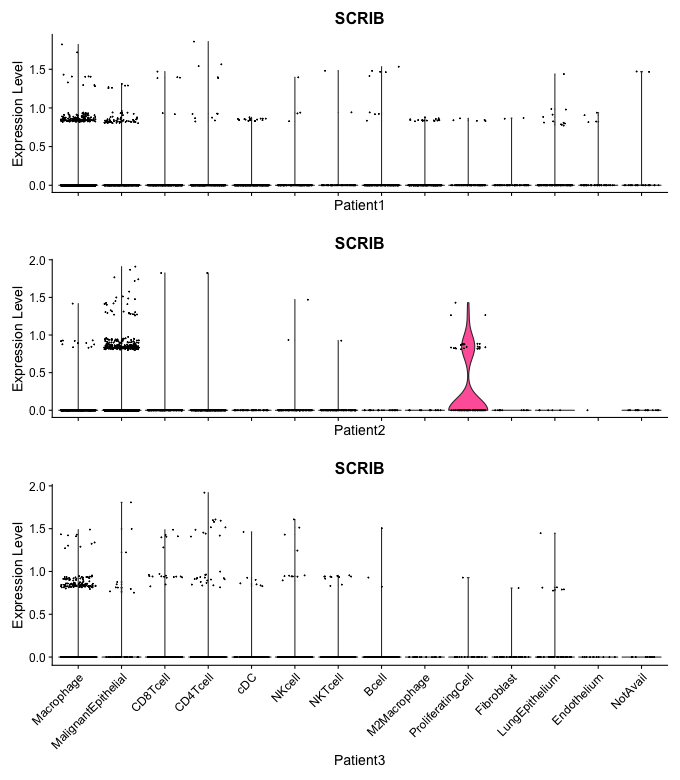 SCRIB
Expression Level
1.5
1.0
0.5
0.0
Patient1
SCRIB
Expression Level
2.0
1.5
1.0
0.5
0.0
Patient2
SCRIB
Expression Level
2.0
1.5
1.0
0.5
0.0
Macrophage
MalignantEpithelial
CD8Tcell
CD4Tcell
cDC
NKcell
NKTcell
Bcell
M2Macrophage
ProliferatingCell
Fibroblast
LungEpithelium
Endothelium
NotAvail
Patient3